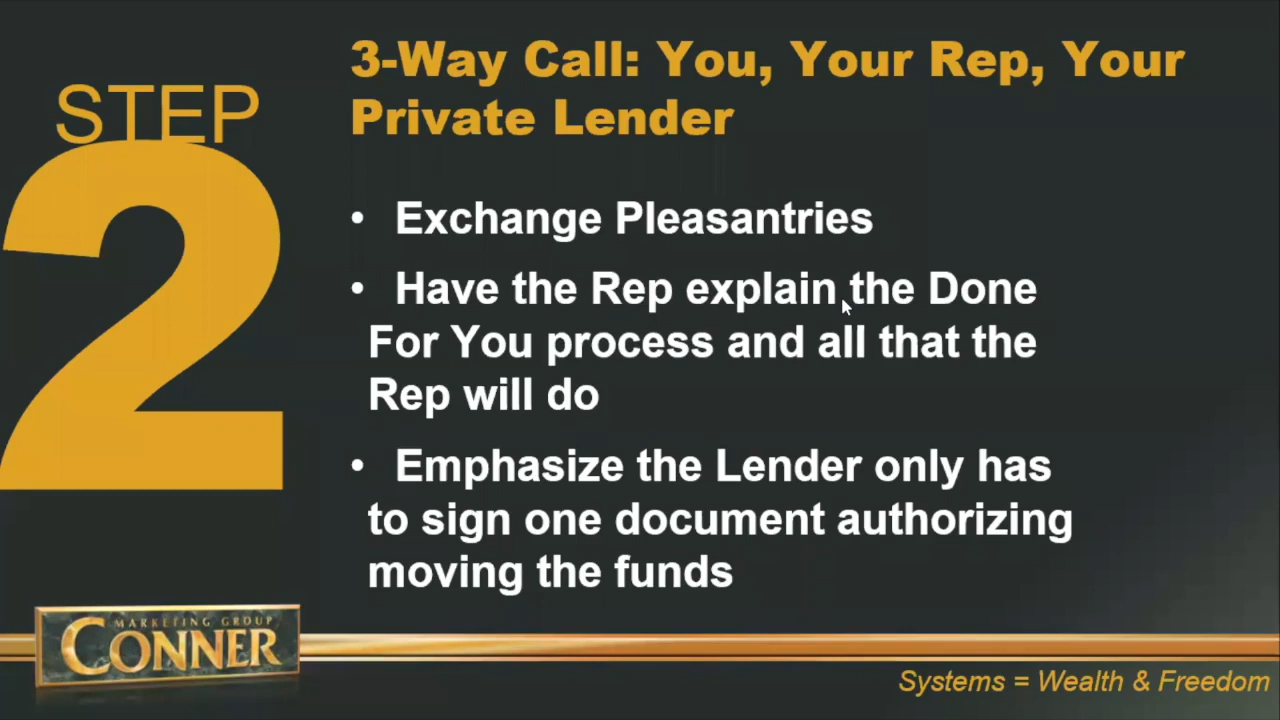 STEP
2
3-Way Call: You, Your Rep, Your
Private Lender
• Exchange Pleasantries
• Have the Rep explain the Done
For You process and all that the
Rep will do
• Emphasize the Lender only has
to sign one document authorizing
moving the funds
MARKETING GROUP
CONNER
Systems = Wealth & Freedom